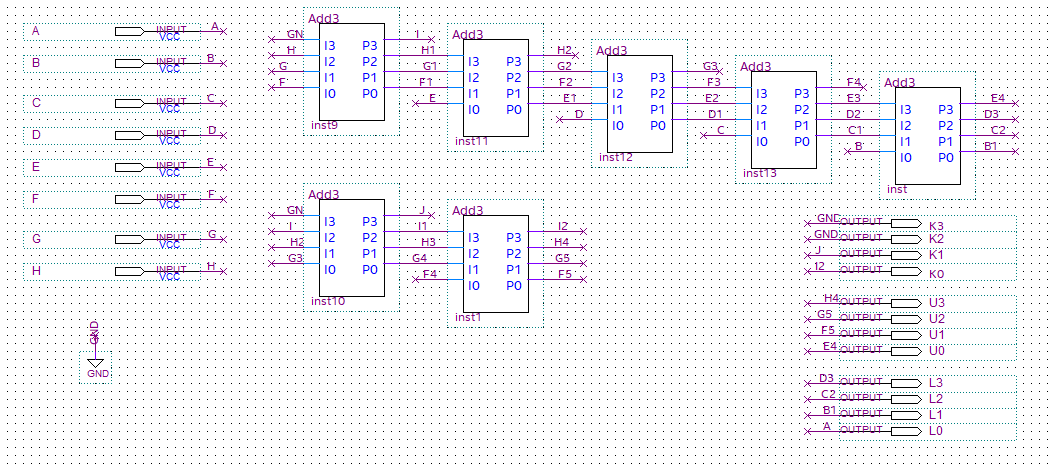 A INPUT VCC A
B INPUT VCC B
C INPUT VCC C
D INPUT VCC D
E INPUT VCC E
F INPUT VCC F
G INPUT VCC G
H INPUT VCC H
GND
GND
Add3
GN I3 P3 I
H I2 P2 H1
G I1 P1 G1
F I0 P0 F1
inst9
Add3
I3 P3 H2
I2 P2 G2
I1 P1 F2
E I0 P0 E1
inst11
Add3
I3 P3 G3
I2 P2 F3
I1 P1 E2
D I0 P0 D1
inst12
Add3
I3 P3 F4
I2 P2 E3
I1 P1 D2
C I0 P0 C1
inst13
Add3
I3 P3 E4
I2 P2 D3
I1 P1 C2
B I0 P0 B1
inst
Add3
GN I3 P3 J
I I2 P2 I1
H2 I1 P1 H3
G3 I0 P0 G4
inst10
Add3
I3 P3 I2
I2 P2 H4
I1 P1 G5
F4 I0 P0 F5
inst1
GND OUTPUT K3
GND OUTPUT K2
J OUTPUT K1
I2 OUTPUT K0
H4 OUTPUT U3
G5 OUTPUT U2
F5 OUTPUT U1
E4 OUTPUT U0
D3 OUTPUT L3
C2 OUTPUT L2
B1 OUTPUT L1
A OUTPUT L0